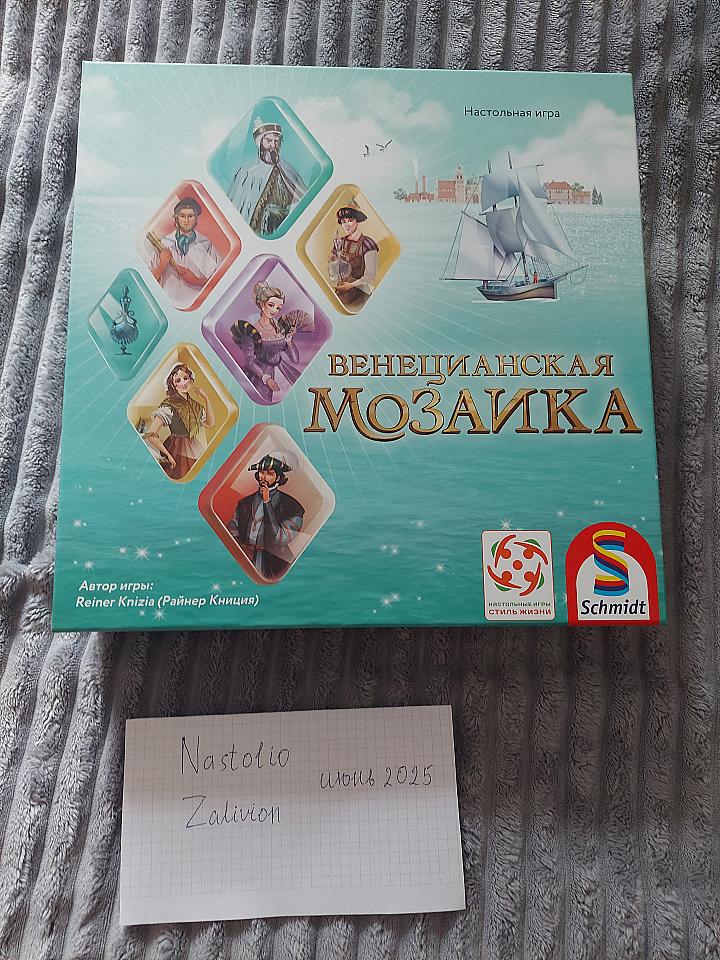 Настольная игра
ВЕНЕЦИАНСКАЯ
МОЗАИКА
Автор игры:
Reiner Knizia (Райнер Книция)
НАСТОЛЬНЫЕ ИГРЫ
СТИЛЬ ЖИЗНИ
S
Schmidt
Nastolio
июнь 2025
Zalivion